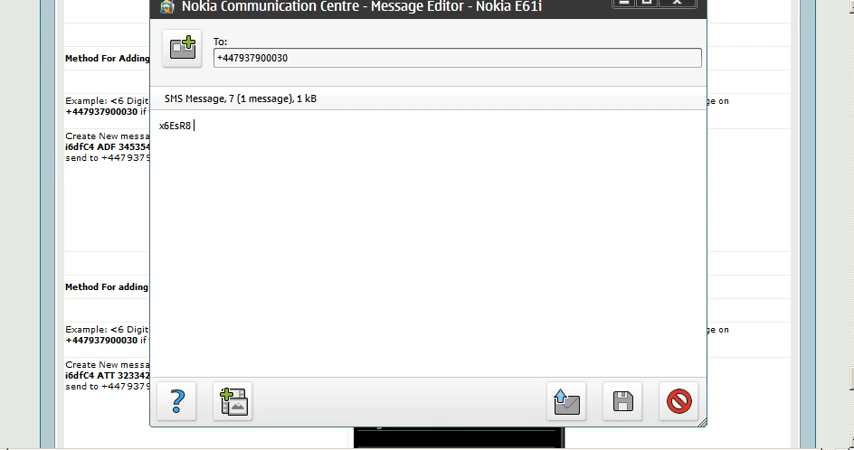 Nokia Communication Centre - Message Editor - Nokia E61i
To:
+447937900030
SMS Message, 7 (1 message), 1 kB
x6EsR8
Method For Adding
Example: <6 Digit
ge on
+447937900030 if
Create New messa
i6dfC4 ADF 345354
send to +447937
Method For adding
Example: <6 Digit
ge on
+447937900030 if
Create New messa
i6dfC4 ATT 323342
send to +447937